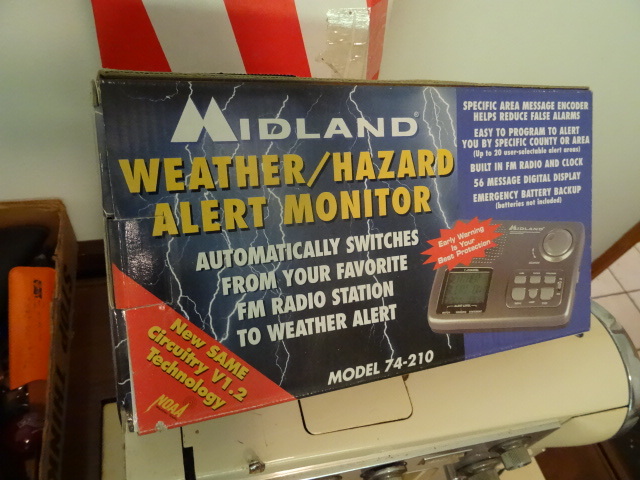 MIDLAND
WEATHER/HAZARD
ALERT MONITOR
AUTOMATICALLY SWITCHES
FROM YOUR FAVORITE
FM RADIO STATION
TO WEATHER ALERT
MODEL 74-210
New SAME
Circuitry V1.2
Technology
NOAA
SPECIFIC AREA MESSAGE ENCODER
HELPS REDUCE FALSE ALARMS
EASY TO PROGRAM TO ALERT
YOU BY SPECIFIC COUNTY OR AREA
(Up to 20 user-selectable alert areas)
BUILT IN FM RADIO AND CLOCK
56 MESSAGE DIGITAL DISPLAY
EMERGENCY BATTERY BACKUP
(batteries not included)
Early Warning
Is Your
Best Protection
MIDLAND